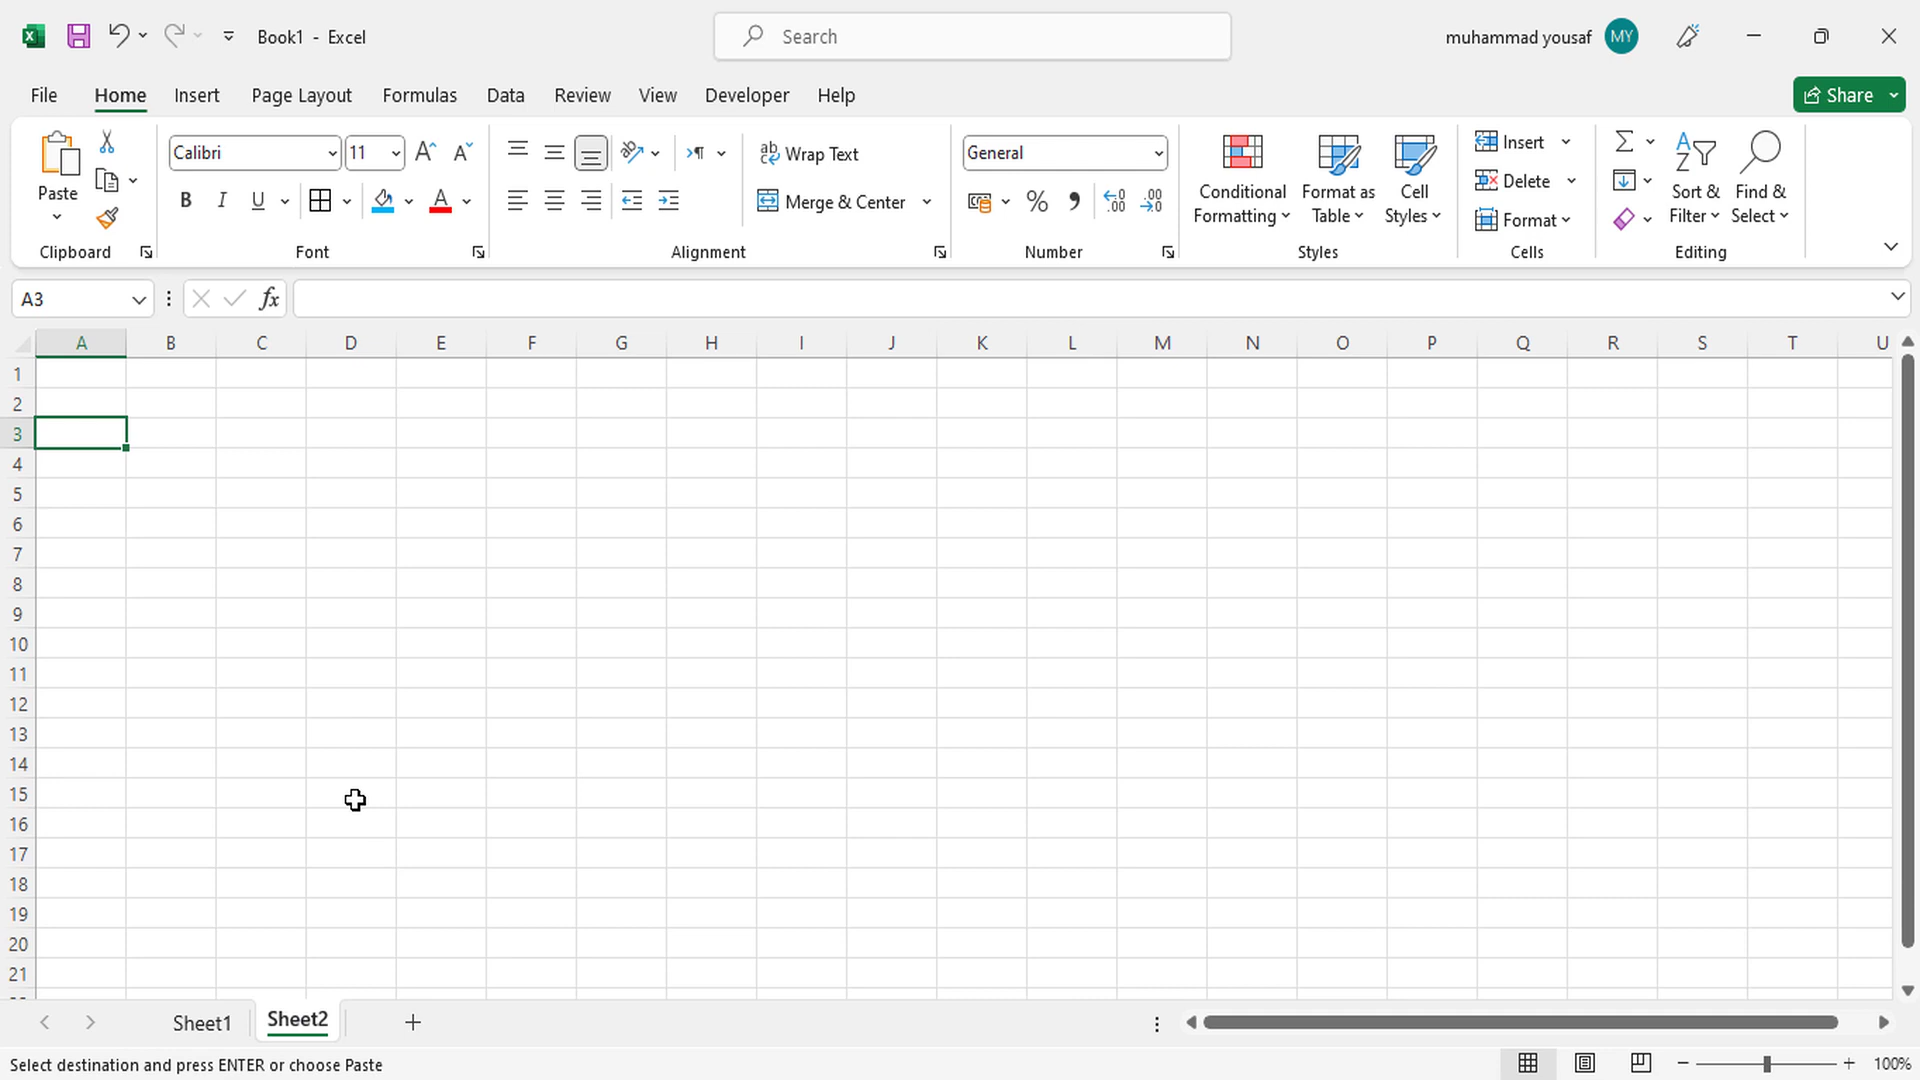 Book1 - Excel
Search
muhammad yousaf
MY
File Home Insert Page Layout Formulas Data Review View Developer Help
Share
Paste
Clipboard
Calibri 11
B I U
Font
Wrap Text
Merge & Center
Alignment
General
Number
Conditional Formatting
Format as Table
Cell Styles
Styles
Insert
Delete
Format
Cells
Sort & Filter
Find & Select
Editing
A3
fx
A B C D E F G H I J K L M N O P Q R S T U
1
2
3
4
5
6
7
8
9
10
11
12
13
14
15
16
17
18
19
20
21
Sheet1 Sheet2
Select destination and press ENTER or choose Paste
100%